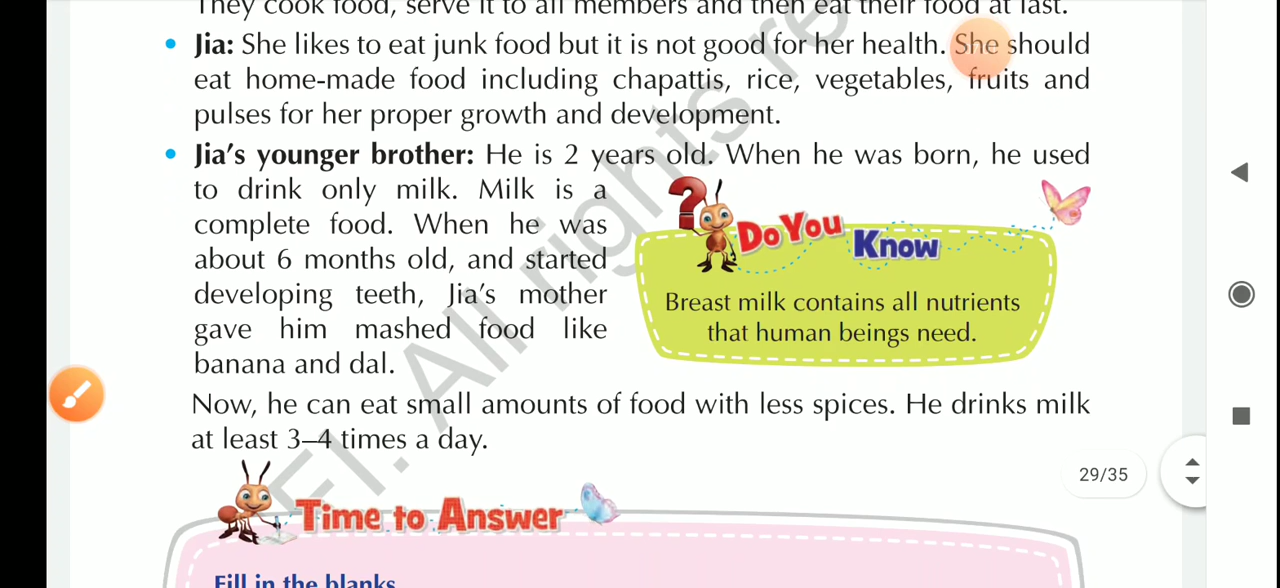 They cook food, serve it to all members and then eat their food at last.
• Jia: She likes to eat junk food but it is not good for her health. She should
eat home-made food including chapattis, rice, vegetables, fruits and
pulses for her proper growth and development.
• Jia's younger brother: He is 2 years old. When he was born, he used
to drink only milk. Milk is a
complete food. When he was
about 6 months old, and started
developing teeth, Jia's mother
gave him mashed food like
banana and dal.
Do You Know
Breast milk contains all nutrients
that human beings need.
Now, he can eat small amounts of food with less spices. He drinks milk
at least 3–4 times a day.
29/35
Time to Answer
Fill in the blanks
All rights re